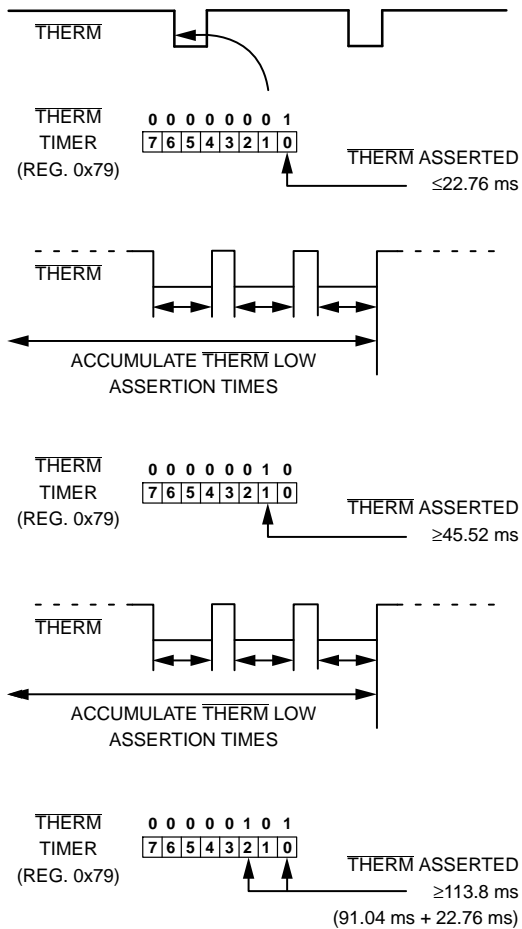 THERM
THERM
TIMER
(REG. 0x79)
0 0 0 0 0 0 0 1
7 6 5 4 3 2 1 0
THERM ASSERTED
≤22.76 ms
THERM
ACCUMULATE THERM LOW
ASSERTION TIMES
THERM
TIMER
(REG. 0x79)
0 0 0 0 0 0 1 0
7 6 5 4 3 2 1 0
THERM ASSERTED
≥45.52 ms
THERM
ACCUMULATE THERM LOW
ASSERTION TIMES
THERM
TIMER
(REG. 0x79)
0 0 0 0 0 1 0 1
7 6 5 4 3 2 1 0
THERM ASSERTED
≥113.8 ms
(91.04 ms + 22.76 ms)